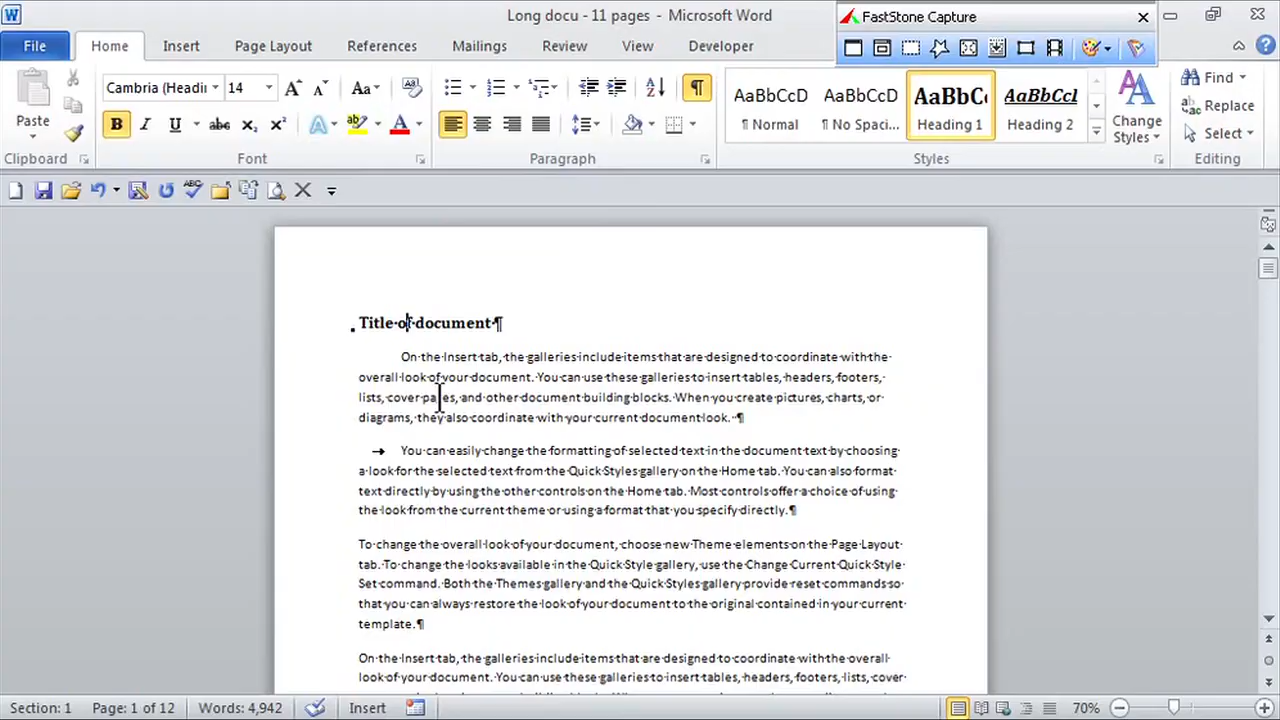 Long docu - 11 pages - Microsoft Word
FastStone Capture
File Home Insert Page Layout References Mailings Review View Developer
Cambria (Headi 14
AaBbCcD AaBbCcD AaBbC AaBbCcl
Paste
¶ Normal ¶ No Spaci... Heading 1 Heading 2
Change
Styles
Find
Replace
Select
Clipboard Font Paragraph Styles Editing
Title·of·document·¶
On·the·Insert·tab,·the·galleries·include·items·that·are·designed·to·coordinate·with·the·
overall·look·of·your·document.·You·can·use·these·galleries·to·insert·tables,·headers,·footers,·
lists,·cover·pages,·and·other·document·building·blocks.·When·you·create·pictures,·charts,·or·
diagrams,·they·also·coordinate·with·your·current·document·look.··¶
→ You·can·easily·change·the·formatting·of·selected·text·in·the·document·text·by·choosing·
a·look·for·the·selected·text·from·the·Quick·Styles·gallery·on·the·Home·tab.·You·can·also·format·
text·directly·by·using·the·other·controls·on·the·Home·tab.·Most·controls·offer·a·choice·of·using·
the·look·from·the·current·theme·or·using·a·format·that·you·specify·directly.¶
To·change·the·overall·look·of·your·document,·choose·new·Theme·elements·on·the·Page·Layout·
tab.·To·change·the·looks·available·in·the·Quick·Style·gallery,·use·the·Change·Current·Quick·Style·
Set·command.·Both·the·Themes·gallery·and·the·Quick·Styles·gallery·provide·reset·commands·so·
that·you·can·always·restore·the·look·of·your·document·to·the·original·contained·in·your·current·
template.¶
On·the·Insert·tab,·the·galleries·include·items·that·are·designed·to·coordinate·with·the·overall·
look·of·your·document.·You·can·use·these·galleries·to·insert·tables,·headers,·footers,·lists,·cover·
Section: 1 Page: 1 of 12 Words: 4,942 Insert 70%